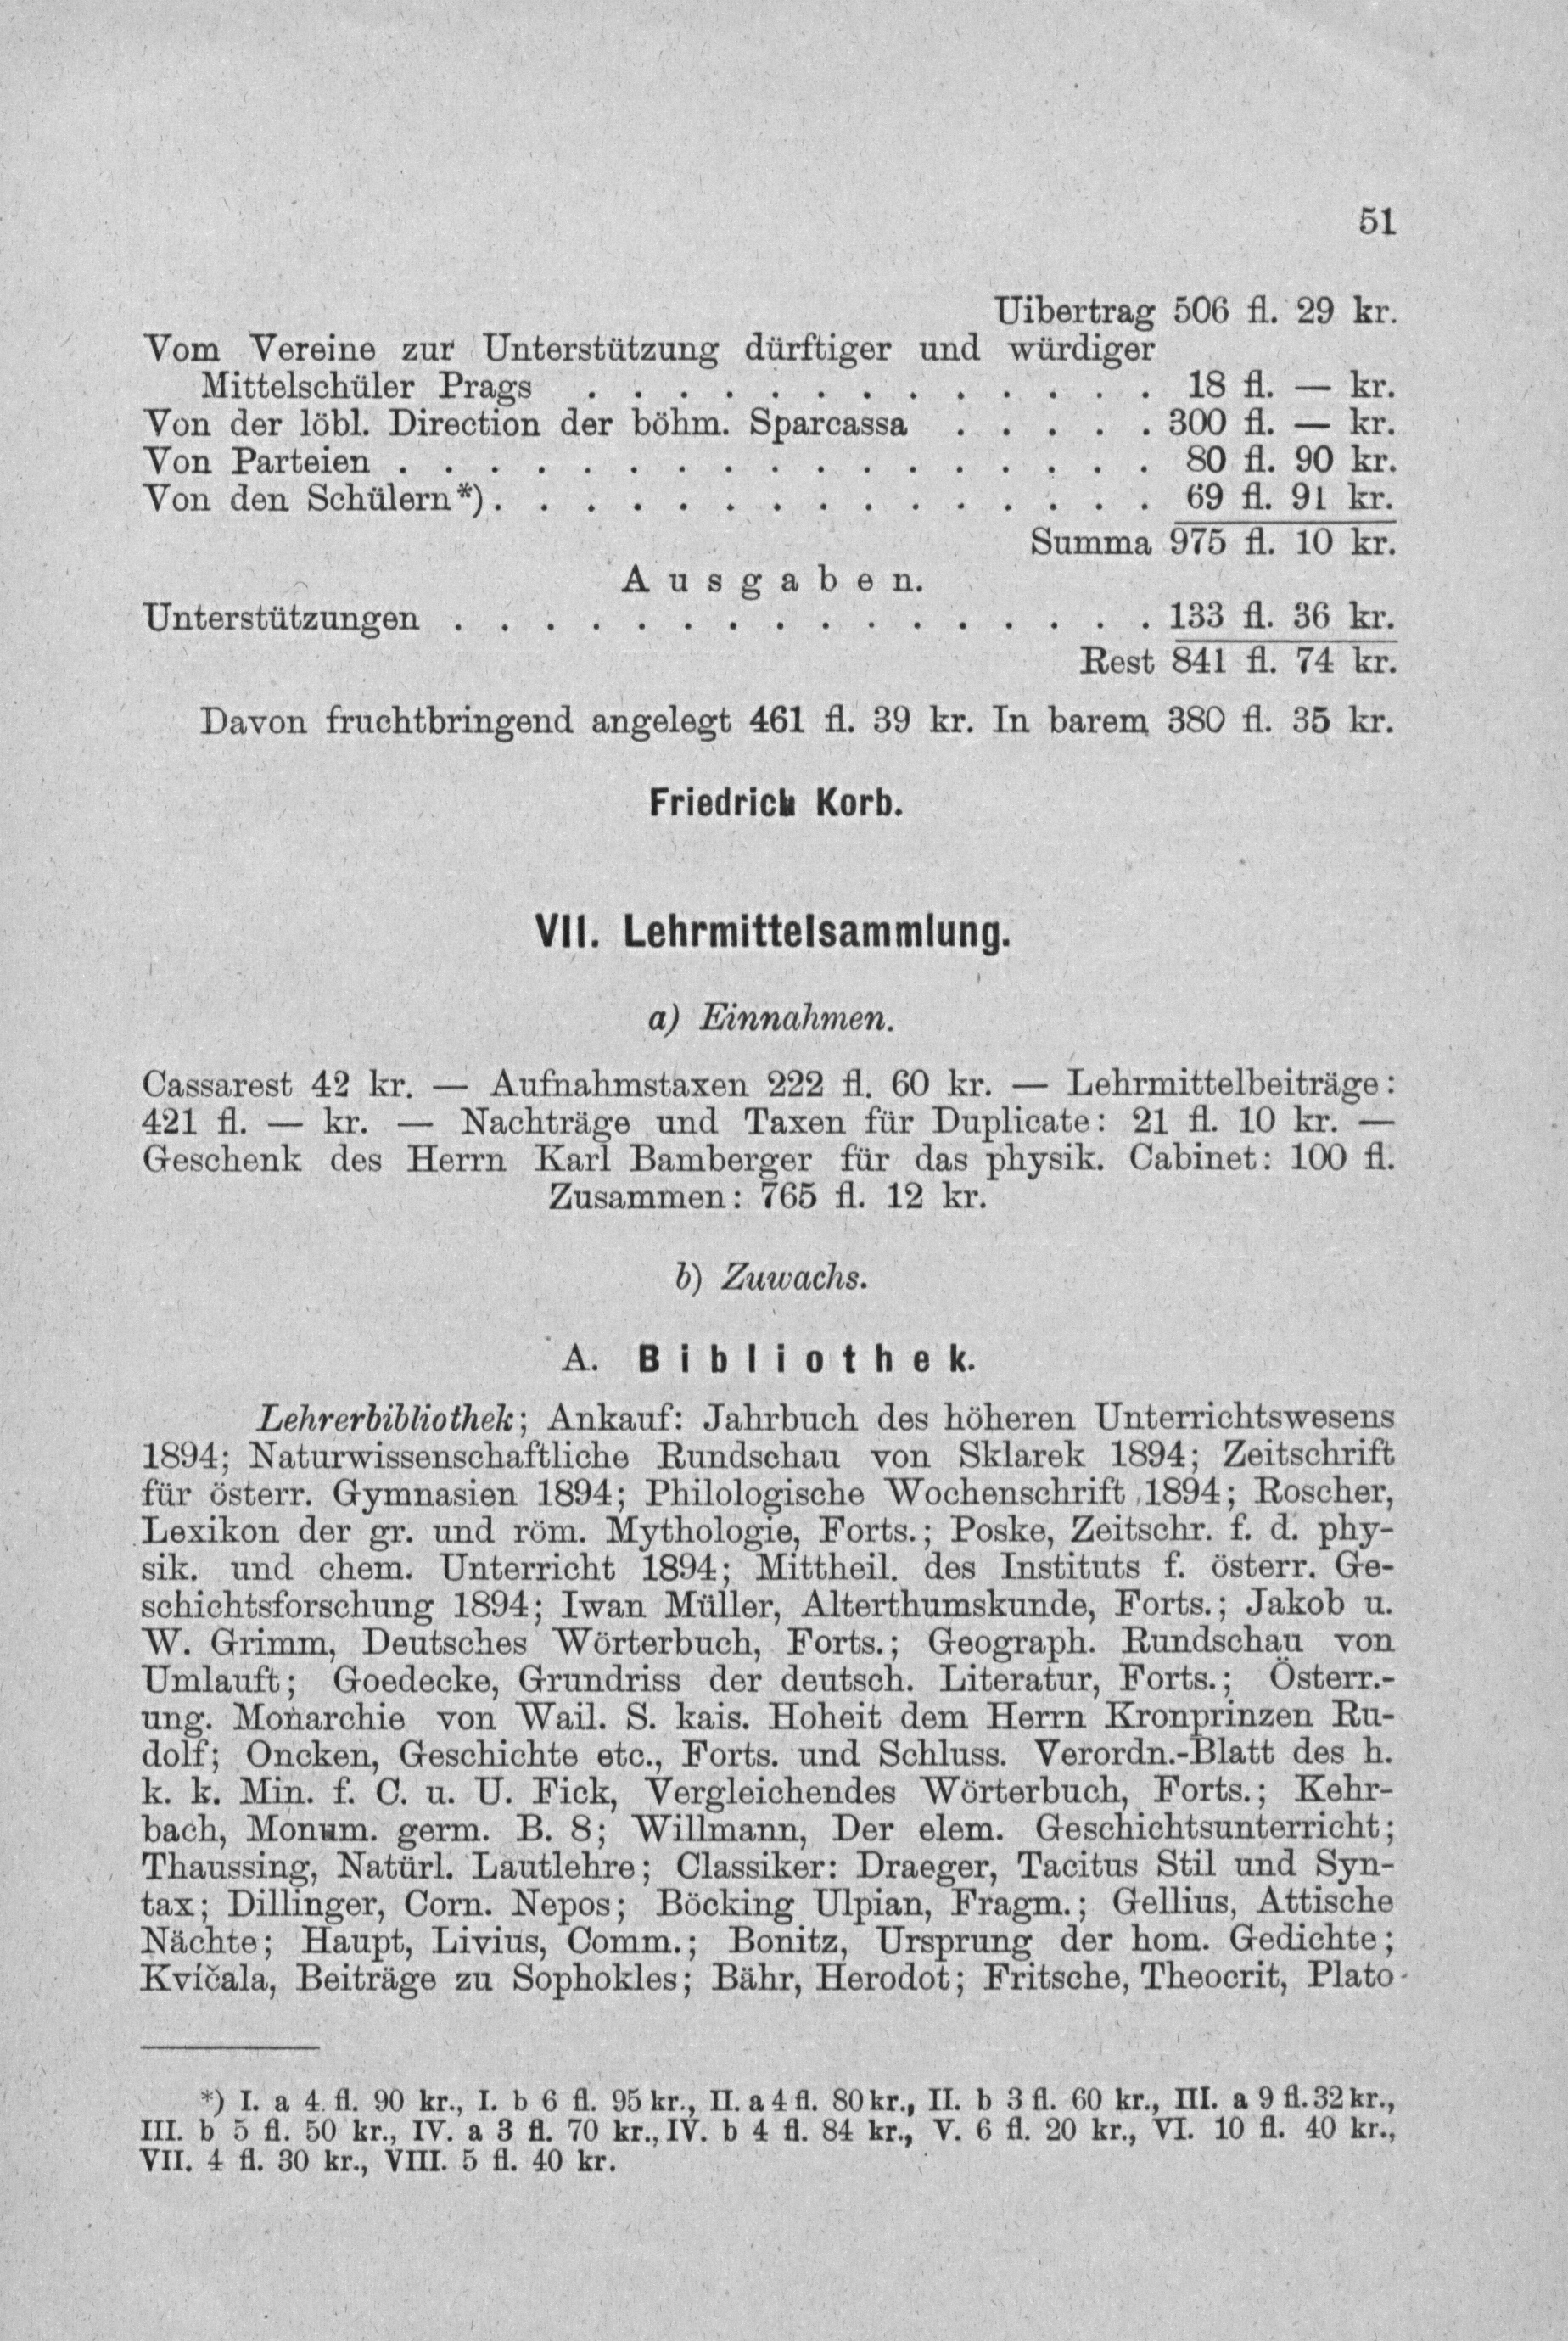 51
Uibertrag 506 fl. 29 kr.
Vom Vereine zur Unterstützung dürftiger und würdiger
Mittelschüler Prags . . . . . . . . . . . . . 18 fl. — kr.
Von der löbl. Direction der böhm. Sparcassa . . . . . 300 fl. — kr.
Von Parteien . . . . . . . . . . . . . . . . . 80 fl. 90 kr.
Von den Schülern*) . . . . . . . . . . . . . . . 69 fl. 91 kr.
Summa 975 fl. 10 kr.
Ausgaben.
Unterstützungen . . . . . . . . . . . . . . . . 133 fl. 36 kr.
Rest 841 fl. 74 kr.
Davon fruchtbringend angelegt 461 fl. 39 kr. In barem 380 fl. 35 kr.
Friedrich Korb.
VII. Lehrmittelsammlung.
a) Einnahmen.
Cassarest 42 kr. — Aufnahmstaxen 222 fl. 60 kr. — Lehrmittelbeiträge:
421 fl. — kr. — Nachträge und Taxen für Duplicate: 21 fl. 10 kr. —
Geschenk des Herrn Karl Bamberger für das physik. Cabinet: 100 fl.
Zusammen: 765 fl. 12 kr.
b) Zuwachs.
A. Bibliothek.
Lehrerbibliothek; Ankauf: Jahrbuch des höheren Unterrichtswesens
1894; Naturwissenschaftliche Rundschau von Sklarek 1894; Zeitschrift
für österr. Gymnasien 1894; Philologische Wochenschrift 1894; Roscher,
Lexikon der gr. und röm. Mythologie, Forts.; Poske, Zeitschr. f. d. phy-
sik. und chem. Unterricht 1894; Mittheil. des Instituts f. österr. Ge-
schichtsforschung 1894; Iwan Müller, Alterthumskunde, Forts.; Jakob u.
W. Grimm, Deutsches Wörterbuch, Forts.; Geograph. Rundschau von
Umlauft; Goedecke, Grundriss der deutsch. Literatur, Forts.; Österr.-
ung. Monarchie von Wail. S. kais. Hoheit dem Herrn Kronprinzen Ru-
dolf; Oncken, Geschichte etc., Forts. und Schluss. Verordn.-Blatt des h.
k. k. Min. f. C. u. U. Fick, Vergleichendes Wörterbuch, Forts.; Kehr-
bach, Monum. germ. B. 8; Willmann, Der elem. Geschichtsunterricht;
Thaussing, Natürl. Lautlehre; Classiker: Draeger, Tacitus Stil und Syn-
tax; Dillinger, Corn. Nepos; Böcking Ulpian, Fragm.; Gellius, Attische
Nächte; Haupt, Livius, Comm.; Bonitz, Ursprung der hom. Gedichte;
Kvíčala, Beiträge zu Sophokles; Bähr, Herodot; Fritsche, Theocrit, Plato-
*) I. a 4 fl. 90 kr., I. b 6 fl. 95 kr., II. a 4 fl. 80 kr., II. b 3 fl. 60 kr., III. a 9 fl. 32 kr.,
III. b 5 fl. 50 kr., IV. a 3 fl. 70 kr., IV. b 4 fl. 84 kr., V. 6 fl. 20 kr., VI. 10 fl. 40 kr.,
VII. 4 fl. 30 kr., VIII. 5 fl. 40 kr.